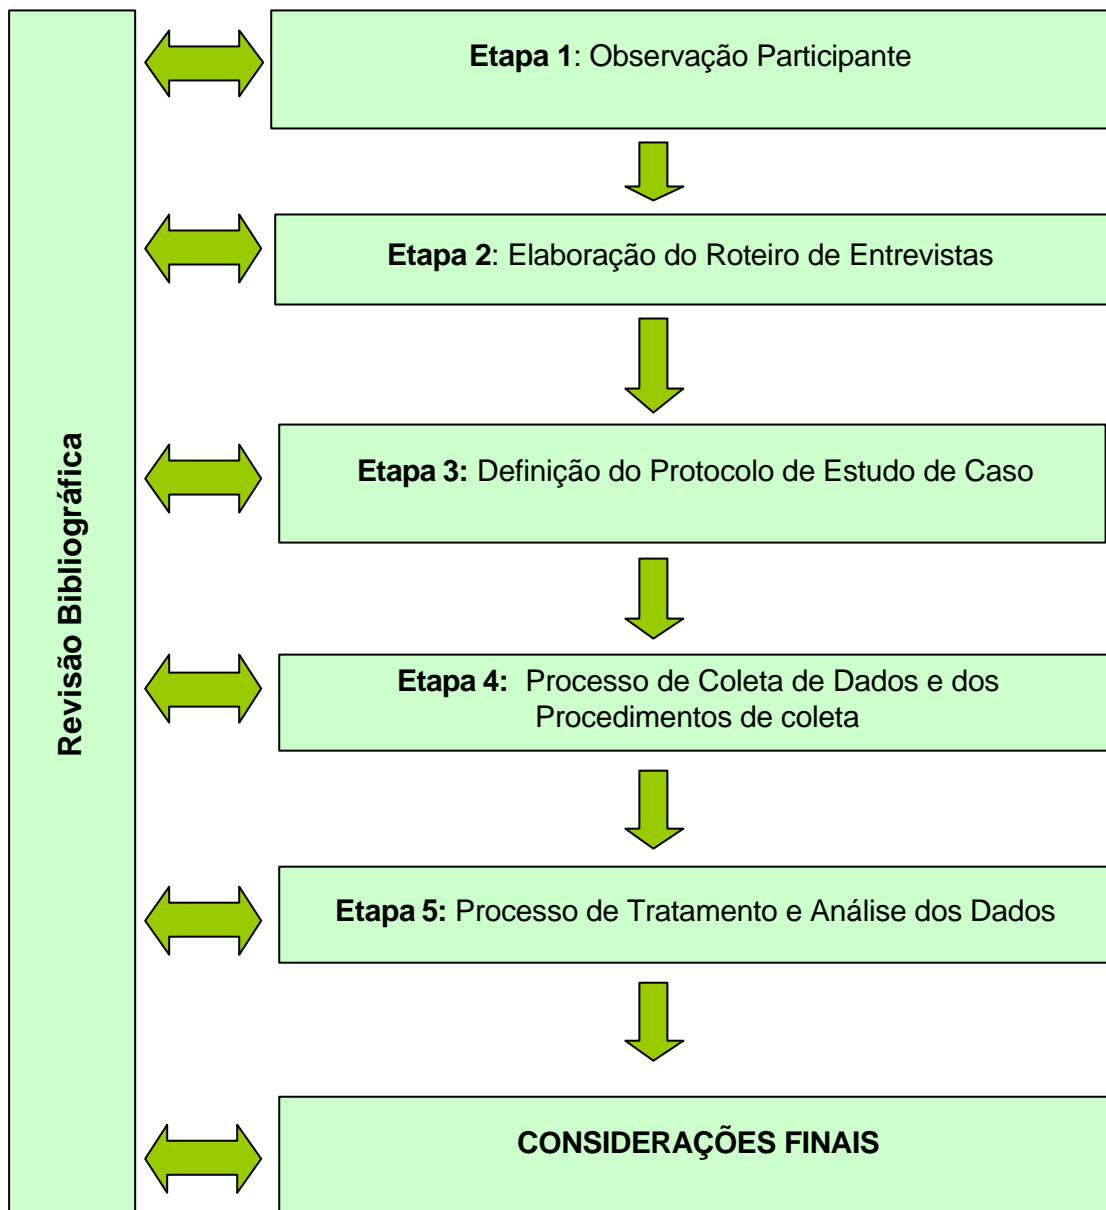 Revisão Bibliográfica
Etapa 1: Observação Participante
Etapa 2: Elaboração do Roteiro de Entrevistas
Etapa 3: Definição do Protocolo de Estudo de Caso
Etapa 4: Processo de Coleta de Dados e dos
Procedimentos de coleta
Etapa 5: Processo de Tratamento e Análise dos Dados
CONSIDERAÇÕES FINAIS